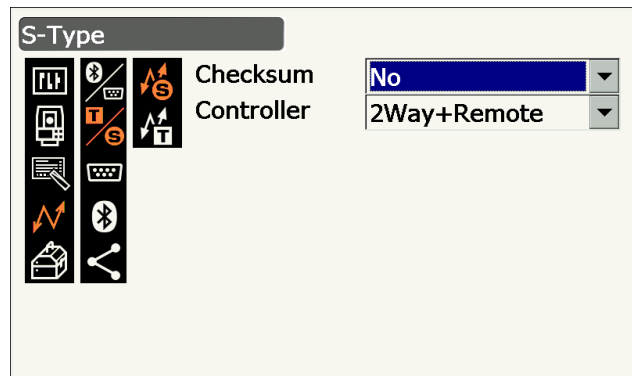 S-Type
Checksum No
Controller 2Way+Remote
S
T/S
T